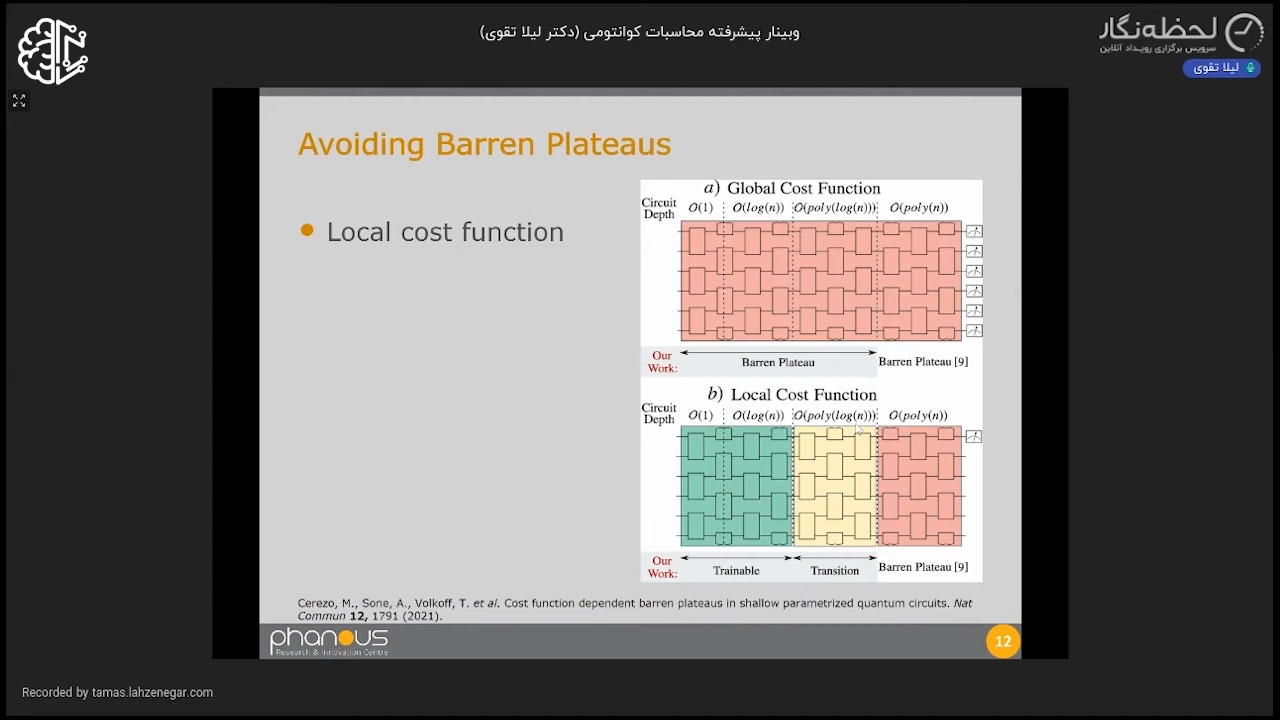 وبینار پیشرفته محاسبات کوانتومی (دکتر لیلا تقوی)
لحظه‌نگار
سرویس برگزاری رویداد آنلاین
لیلا تقوی
Avoiding Barren Plateaus
Local cost function
a) Global Cost Function
Circuit Depth O(1) O(log(n)) O(poly(log(n))) O(poly(n))
Our Work: Barren Plateau Barren Plateau [9]
b) Local Cost Function
Circuit Depth O(1) O(log(n)) O(poly(log(n))) O(poly(n))
Our Work: Trainable Transition Barren Plateau [9]
Cerezo, M., Sone, A., Volkoff, T. et al. Cost function dependent barren plateaus in shallow parametrized quantum circuits. Nat
Commun 12, 1791 (2021).
phanous
Research & Innovation Centre
12
Recorded by tamas.lahzenegar.com